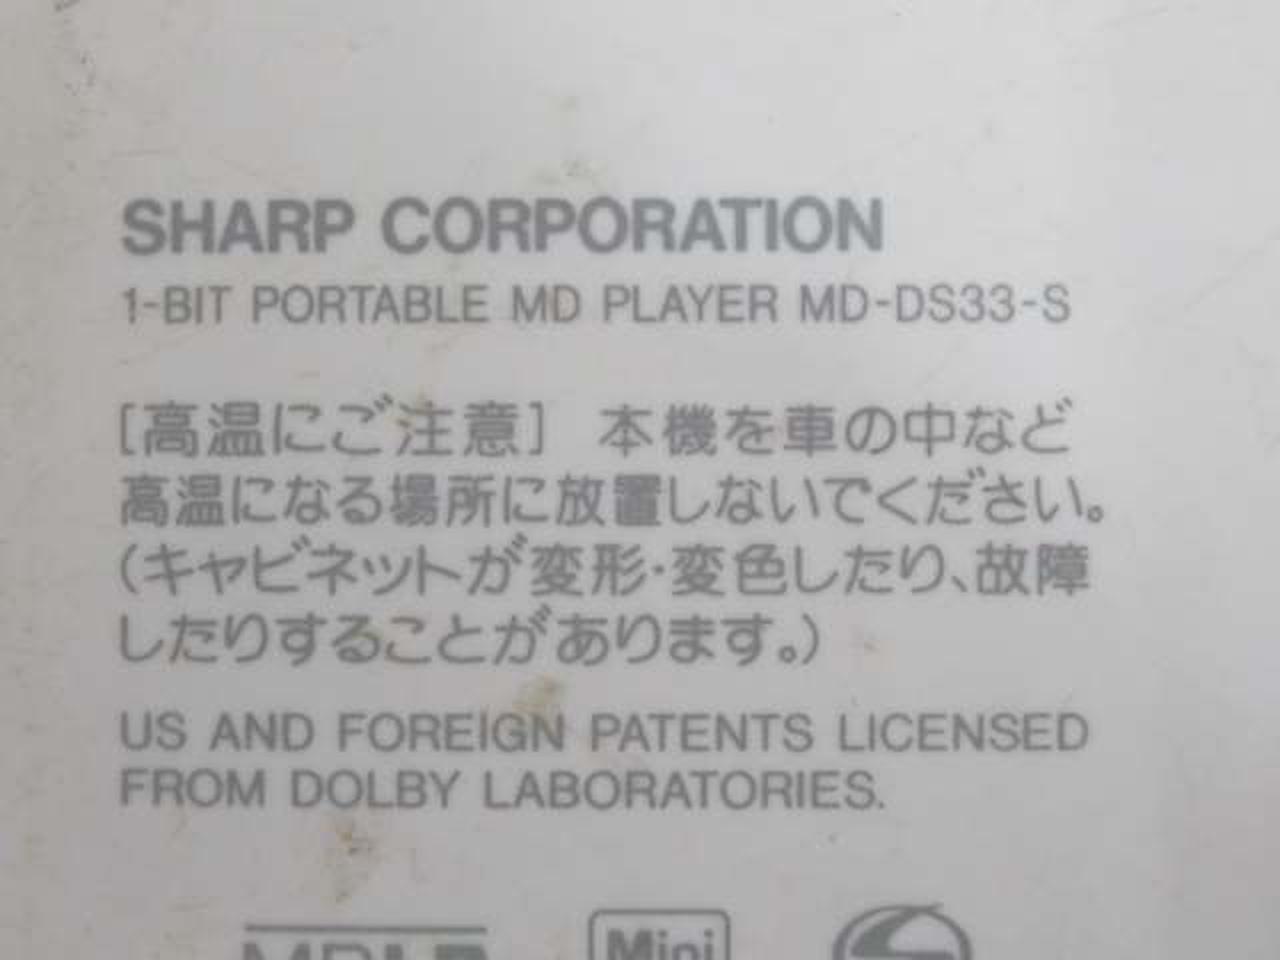 SHARP CORPORATION
1-BIT PORTABLE MD PLAYER MD-DS33-S
[高温にご注意] 本機を車の中など
高温になる場所に放置しないでください。
(キャビネットが変形・変色したり、故障
したりすることがあります。)
US AND FOREIGN PATENTS LICENSED
FROM DOLBY LABORATORIES.
Mini